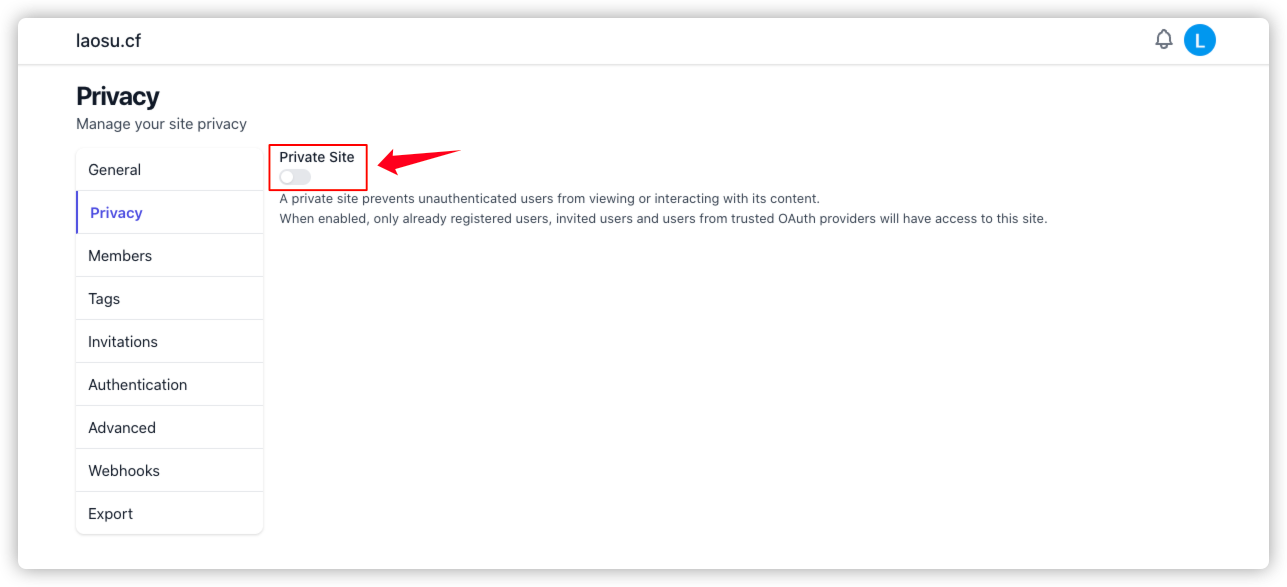 laosu.cf
L
Privacy
Manage your site privacy
General
Privacy
Members
Tags
Invitations
Authentication
Advanced
Webhooks
Export
Private Site
A private site prevents unauthenticated users from viewing or interacting with its content.
When enabled, only already registered users, invited users and users from trusted OAuth providers will have access to this site.